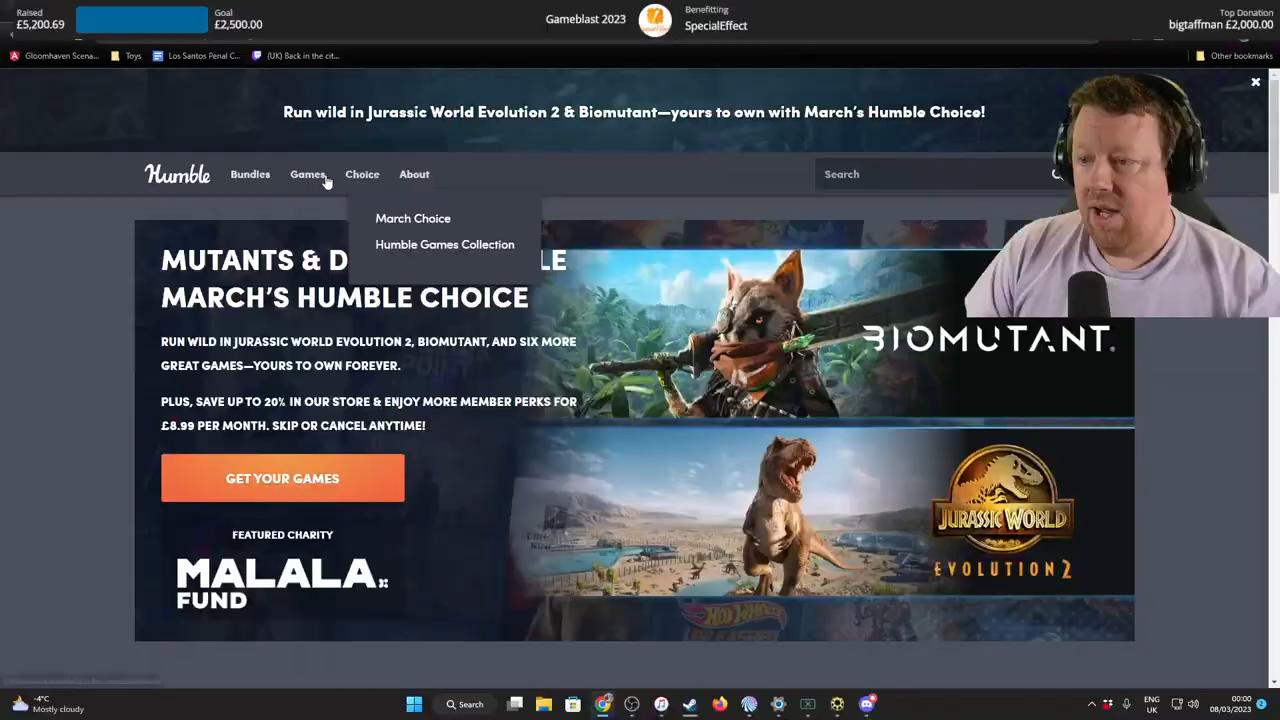 Raised
£5,200.69
Goal
£2,500.00
Gameblast 2023
Benefitting
SpecialEffect
Top Donation
bigtaffman £2,000.00
Gloomhaven Scena...
Toys
Los Santos Penal C...
(UK) Back in the cit...
Other bookmarks
Run wild in Jurassic World Evolution 2 & Biomutant—yours to own with March's Humble Choice!
Humble
Bundles
Games
Choice
About
Search
March Choice
Humble Games Collection
MUTANTS & D LE
MARCH'S HUMBLE CHOICE
RUN WILD IN JURASSIC WORLD EVOLUTION 2, BIOMUTANT, AND SIX MORE
GREAT GAMES—YOURS TO OWN FOREVER.
PLUS, SAVE UP TO 20% IN OUR STORE & ENJOY MORE MEMBER PERKS FOR
£8.99 PER MONTH. SKIP OR CANCEL ANYTIME!
GET YOUR GAMES
FEATURED CHARITY
MALALA
FUND
BIOMUTANT.
JURASSIC WORLD
EVOLUTION 2
HOT WHEELS
-4°C
Mostly cloudy
Search
ENG
UK
00:00
08/03/2023